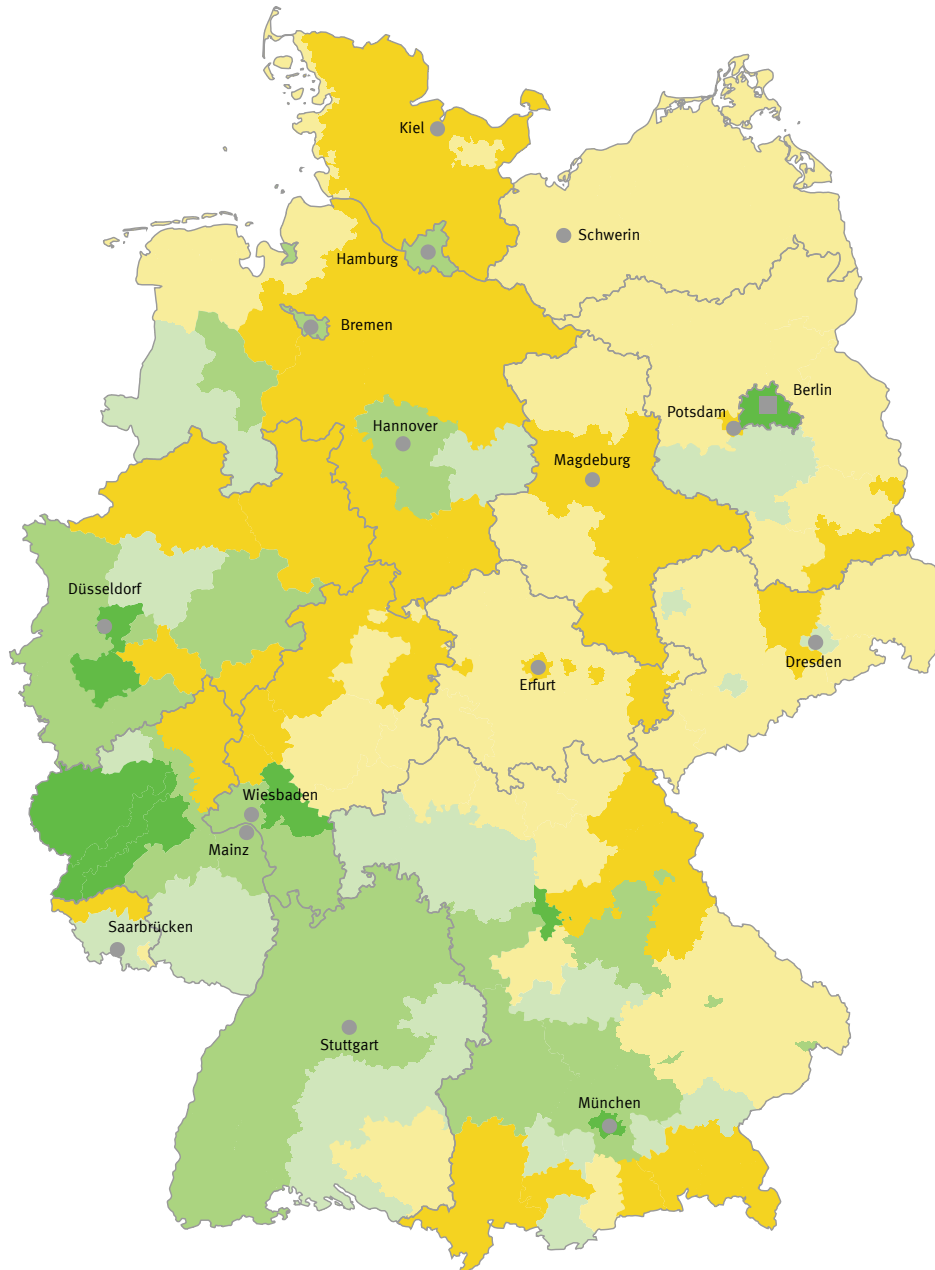 Kiel
Schwerin
Hamburg
Bremen
Berlin
Potsdam
Hannover
Magdeburg
Düsseldorf
Dresden
Erfurt
Wiesbaden
Mainz
Saarbrücken
Stuttgart
München